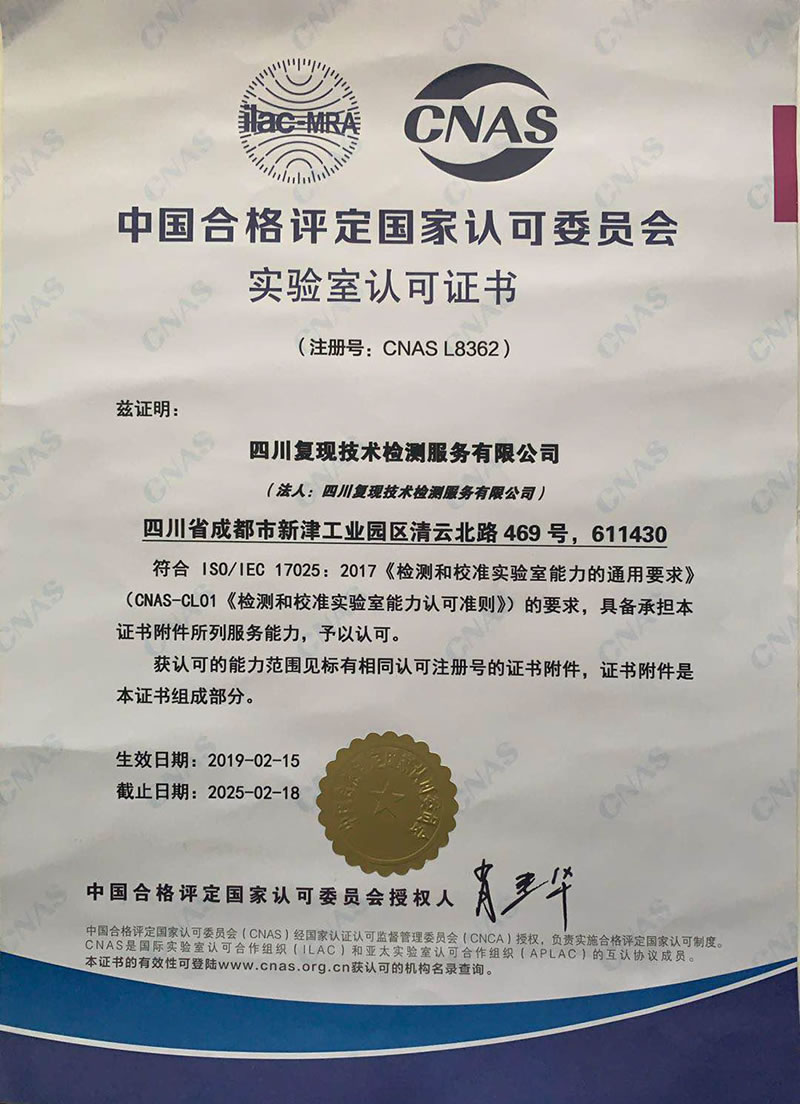 ilac-MRA
CNAS
中国合格评定国家认可委员会
实验室认可证书
（注册号：CNAS L8362）
兹证明：
四川复现技术检测服务有限公司
（法人：四川复现技术检测服务有限公司）
四川省成都市新津工业园区清云北路 469 号，611430
符合 ISO/IEC 17025：2017《检测和校准实验室能力的通用要求》
（CNAS-CL01《检测和校准实验室能力认可准则》）的要求，具备承担本
证书附件所列服务能力，予以认可。
获认可的能力范围见标有相同认可注册号的证书附件，证书附件是
本证书组成部分。
生效日期：2019-02-15
截止日期：2025-02-18
中国合格评定国家认可委员会授权人
中国合格评定国家认可委员会（CNAS）经国家认证认可监督管理委员会（CNCA）授权，负责实施合格评定国家认可制度。
CNAS是国际实验室认可合作组织（ILAC）和亚太实验室认可合作组织（APLAC）的互认协议成员。
本证书的有效性可登陆www.cnas.org.cn获认可的机构名录查询。